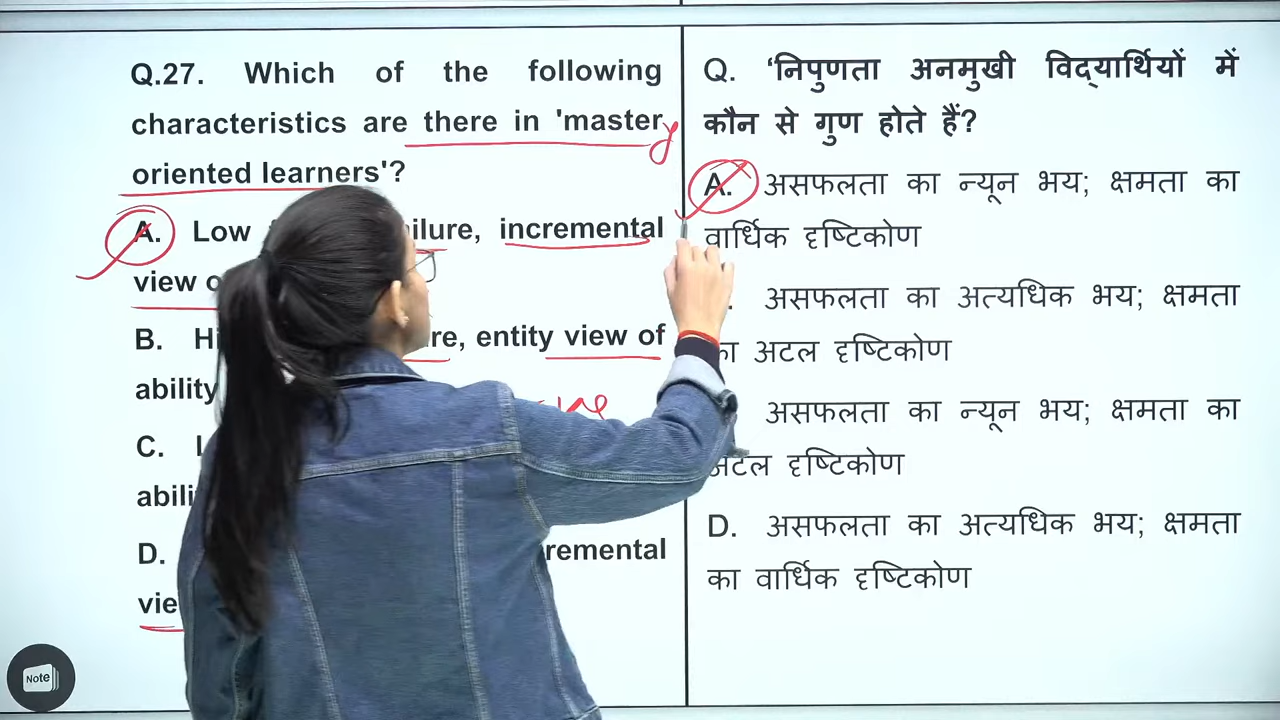 Q.27. Which of the following
characteristics are there in 'mastery
oriented learners'?
A. Low ilure, incremental
view
B. re, entity view of
ability
C.
abili
D. remental
vie
Q. ‘निपुणता अनमुखी विद्यार्थियों में
कौन से गुण होते हैं?
A. असफलता का न्यून भय; क्षमता का
वार्धिक दृष्टिकोण
असफलता का अत्यधिक भय; क्षमता
का अटल दृष्टिकोण
असफलता का न्यून भय; क्षमता का
अटल दृष्टिकोण
D. असफलता का अत्यधिक भय; क्षमता
का वार्धिक दृष्टिकोण
Note